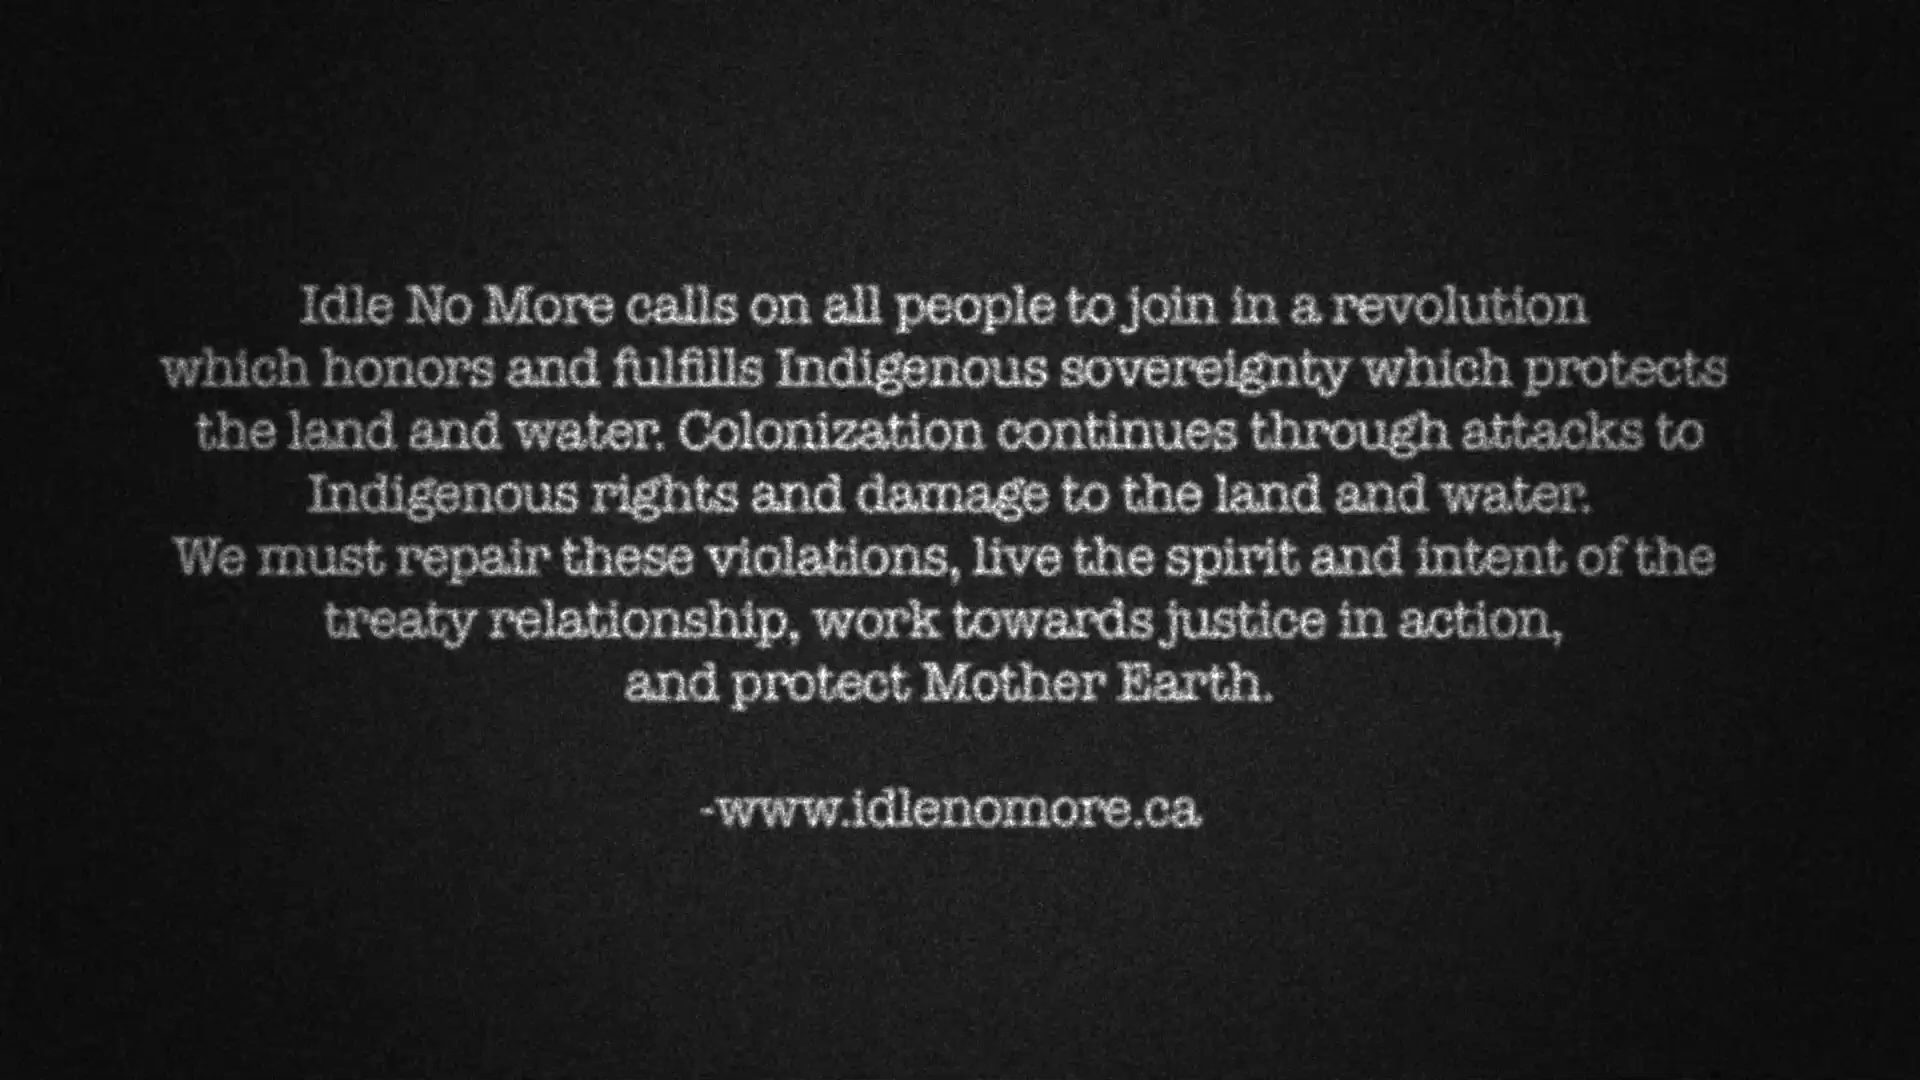 Idle No More calls on all people to join in a revolution
which honors and fulfills Indigenous sovereignty which protects
the land and water. Colonization continues through attacks to
Indigenous rights and damage to the land and water.
We must repair these violations, live the spirit and intent of the
treaty relationship, work towards justice in action,
and protect Mother Earth.
-www.idlenomore.ca